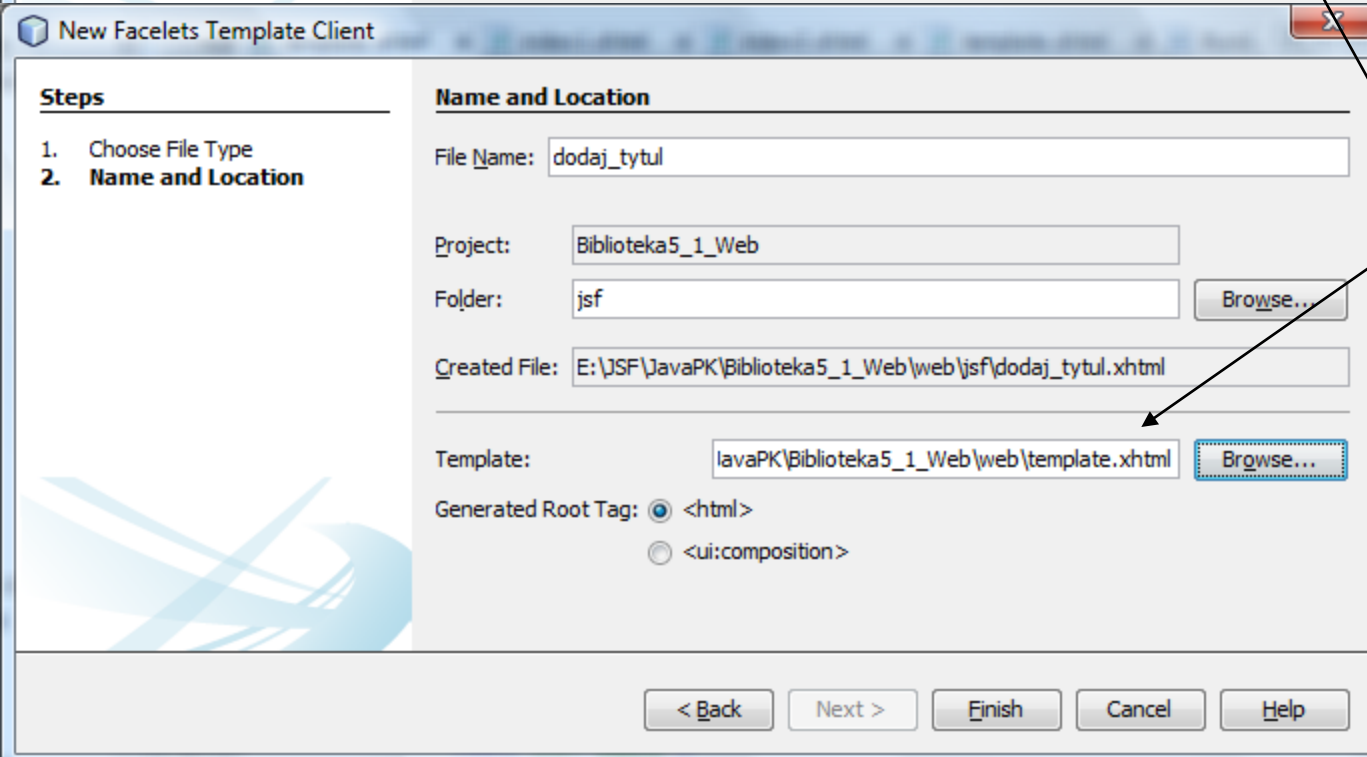 New Facelets Template Client
Steps
1. Choose File Type
2. Name and Location
Name and Location
File Name: dodaj_tytul
Project: Biblioteka5_1_Web
Folder: jsf Browse...
Created File: E:\JSF\JavaPK\Biblioteka5_1_Web\web\jsf\dodaj_tytul.xhtml
Template: JavaPK\Biblioteka5_1_Web\web\template.xhtml Browse...
Generated Root Tag: <html>
<ui:composition>
< Back Next > Finish Cancel Help